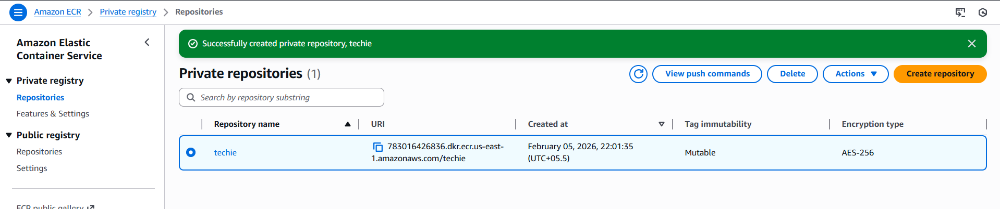 Amazon ECR > Private registry > Repositories
Amazon Elastic
Container Service
Private registry
Repositories
Features & Settings
Public registry
Repositories
Settings
ECR public gallery
Successfully created private repository, techie
Private repositories (1)
View push commands
Delete
Actions
Create repository
Search by repository substring
Repository name
URI
Created at
Tag immutability
Encryption type
techie
783016426836.dkr.ecr.us-east-
1.amazonaws.com/techie
February 05, 2026, 22:01:35
(UTC+05.5)
Mutable
AES-256